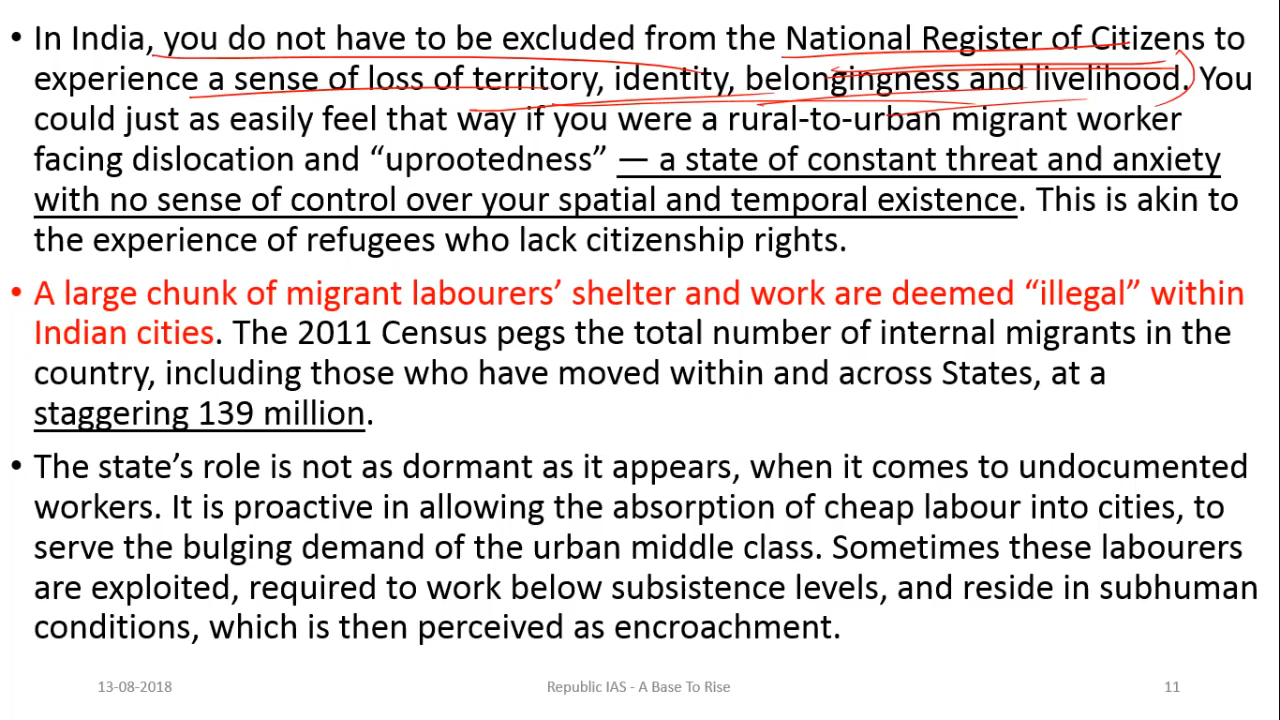 • In India, you do not have to be excluded from the National Register of Citizens to
experience a sense of loss of territory, identity, belongingness and livelihood. You
could just as easily feel that way if you were a rural-to-urban migrant worker
facing dislocation and “uprootedness” — a state of constant threat and anxiety
with no sense of control over your spatial and temporal existence. This is akin to
the experience of refugees who lack citizenship rights.
• A large chunk of migrant labourers’ shelter and work are deemed “illegal” within
Indian cities. The 2011 Census pegs the total number of internal migrants in the
country, including those who have moved within and across States, at a
staggering 139 million.
• The state’s role is not as dormant as it appears, when it comes to undocumented
workers. It is proactive in allowing the absorption of cheap labour into cities, to
serve the bulging demand of the urban middle class. Sometimes these labourers
are exploited, required to work below subsistence levels, and reside in subhuman
conditions, which is then perceived as encroachment.
13-08-2018 Republic IAS - A Base To Rise 11